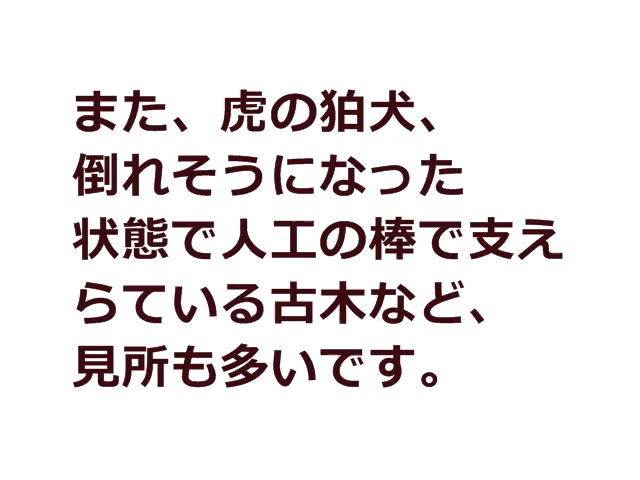 また、虎の狛犬、
倒れそうになった
状態で人工の棒で支え
らている古木など、
見所も多いです。